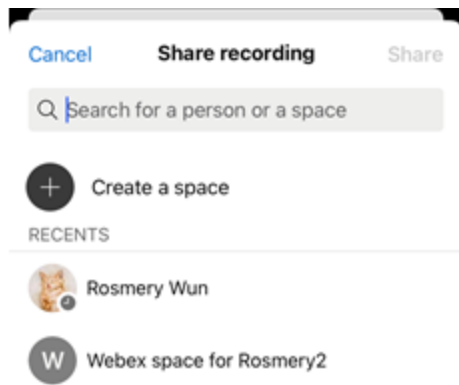 Cancel Share recording Share
Search for a person or a space
Create a space
RECENTS
Rosmery Wun
W Webex space for Rosmery2